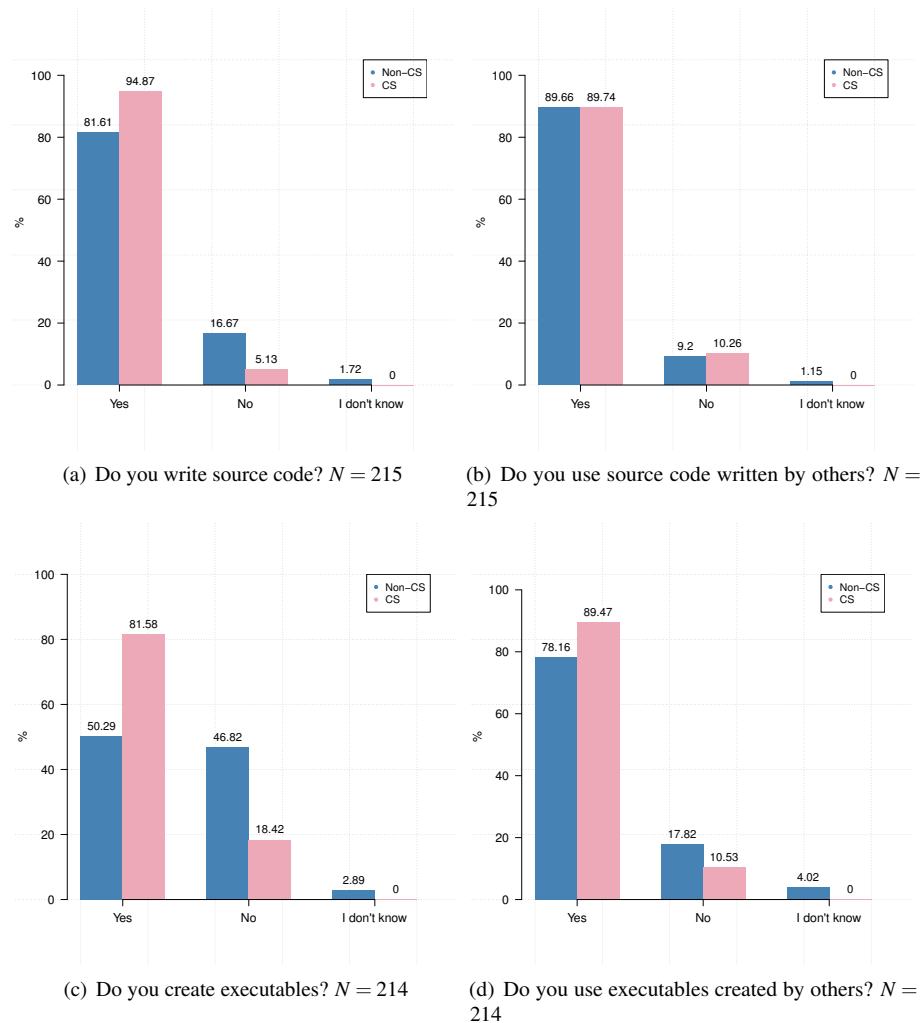 Non−CS
CS
100
80
60
40
20
0
%
81.61
94.87
16.67
5.13
1.72
0
Yes
No
I don't know
(a) Do you write source code? N = 215
Non−CS
CS
100
80
60
40
20
0
%
89.66
89.74
9.2
10.26
1.15
0
Yes
No
I don't know
(b) Do you use source code written by others? N =
215
Non−CS
CS
100
80
60
40
20
0
%
50.29
81.58
46.82
18.42
2.89
0
Yes
No
I don't know
(c) Do you create executables? N = 214
Non−CS
CS
100
80
60
40
20
0
%
78.16
89.47
17.82
10.53
4.02
0
Yes
No
I don't know
(d) Do you use executables created by others? N =
214